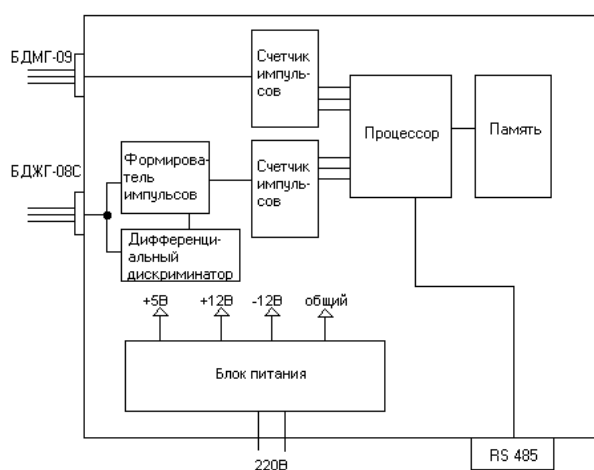 БДМГ-09
Счетчик
импуль-
сов
Процессор
Память
БДЖГ-08С
Формирова-
тель
импульсов
Счетчик
импуль-
сов
Дифференци-
альный
дискриминатор
+5В
+12В
-12В
общий
Блок питания
220В
RS 485